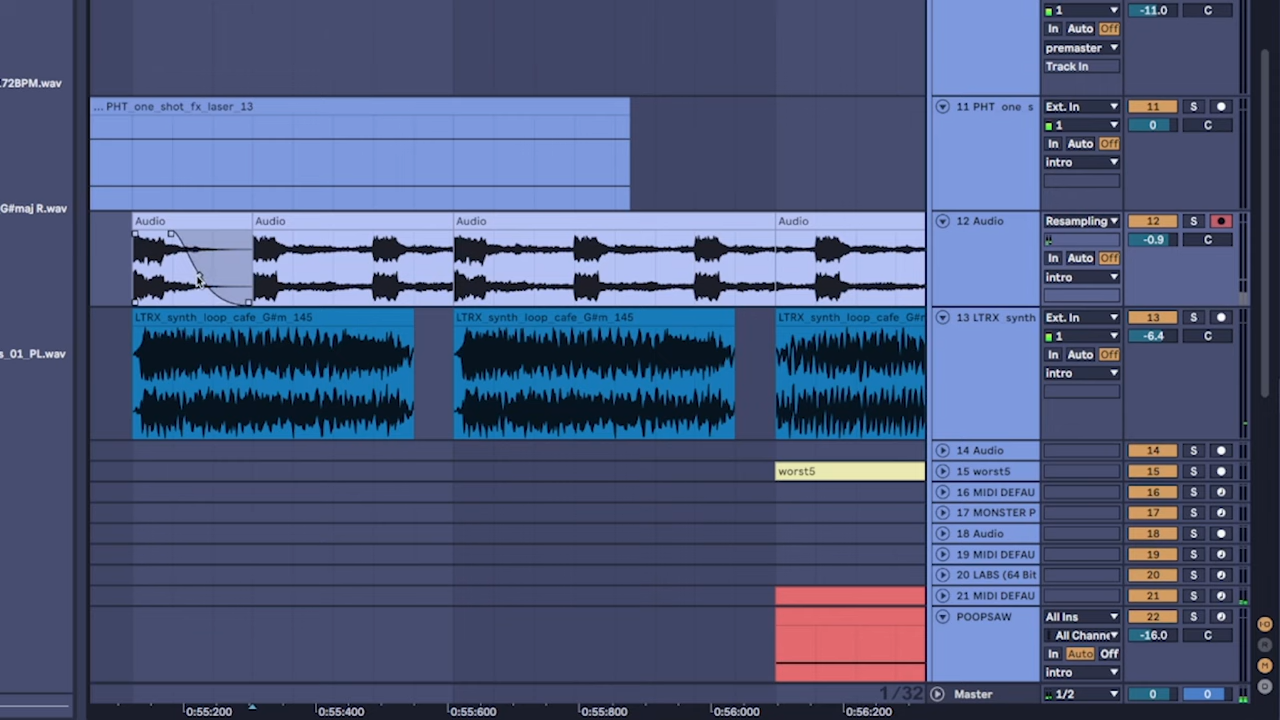 1 -11.0 C
In Auto Off
premaster
Track In
.72BPM.wav
... PHT_one_shot_fx_laser_13
11 PHT one s Ext. In 11 S
1 0 C
In Auto Off
intro
G#maj R.wav
Audio Audio Audio Audio
12 Audio Resampling 12 S
-0.9 C
In Auto Off
intro
LTRX_synth_loop_cafe_G#m_145 LTRX_synth_loop_cafe_G#m_145 LTRX_synth_loop_cafe_G#r
13 LTRX synth Ext. In 13 S
1 -6.4 C
s_01_PL.wav
In Auto Off
intro
14 Audio 14 S
worst5
15 worst5 15 S
16 MIDI DEFAU 16 S
17 MONSTER P 17 S
18 Audio 18 S
19 MIDI DEFAU 19 S
20 LABS (64 Bit 20 S
21 MIDI DEFAU 21 S
POOPSAW All Ins 22 S
All Channe -16.0 C
In Auto Off
intro
1/32
Master 1/2 0 0
0:55:200 0:55:400 0:55:600 0:55:800 0:56:000 0:56:200